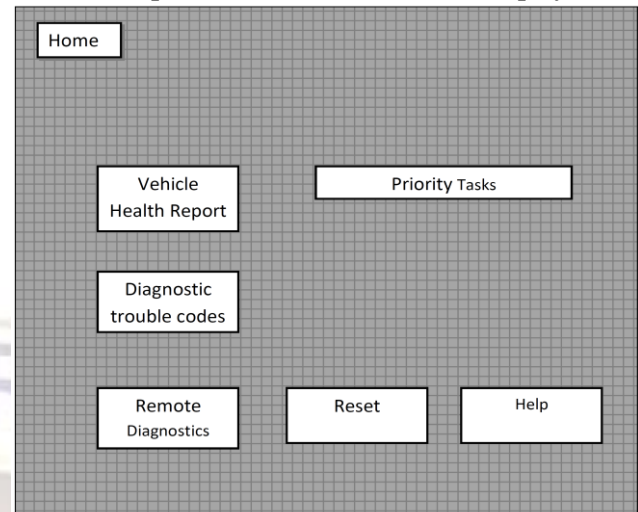 Home
Vehicle
Health Report
Priority Tasks
Diagnostic
trouble codes
Remote
Diagnostics
Reset
Help